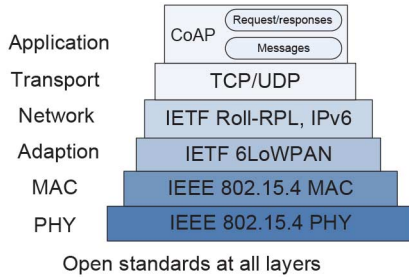 Request/responses
Application CoAP
Messages
Transport TCP/UDP
Network IETF Roll-RPL, IPv6
Adaption IETF 6LoWPAN
MAC IEEE 802.15.4 MAC
PHY IEEE 802.15.4 PHY
Open standards at all layers